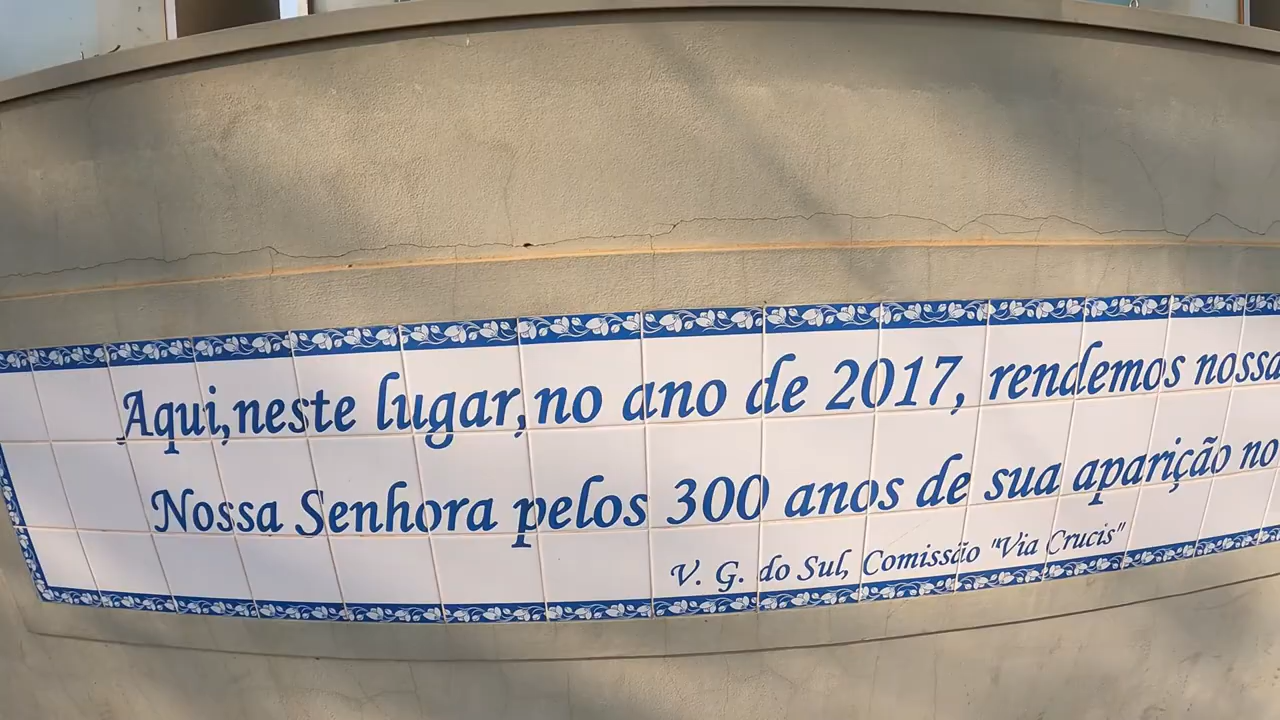 Aqui, neste lugar, no ano de 2017, rendemos nossa
Nossa Senhora pelos 300 anos de sua aparição no
V. G. do Sul, Comissão "Via Crucis"